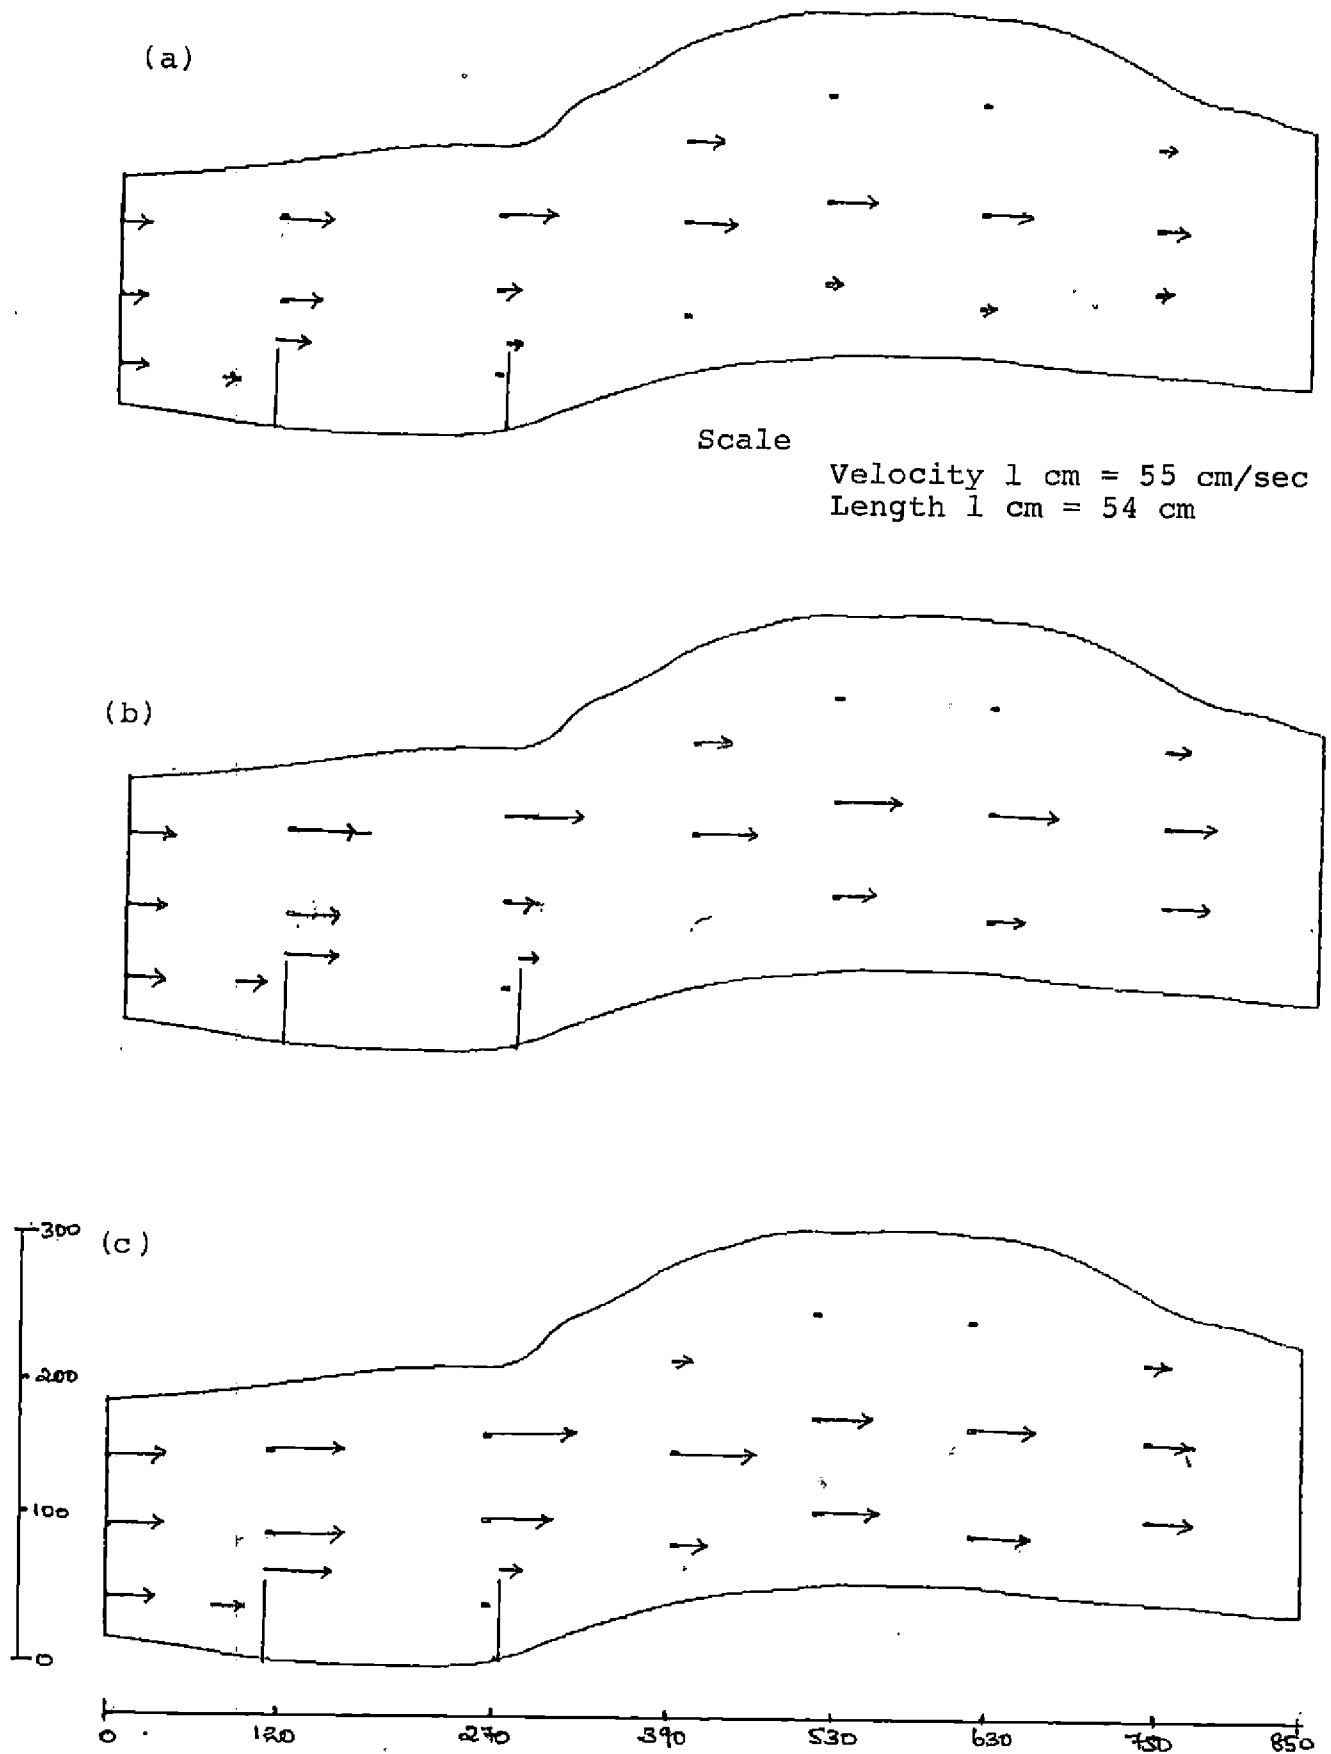 (a)
Scale
Velocity 1 cm = 55 cm/sec
Length 1 cm = 54 cm
(b)
(c)
300
200
100
0
0 120 270 390 530 630 750 850